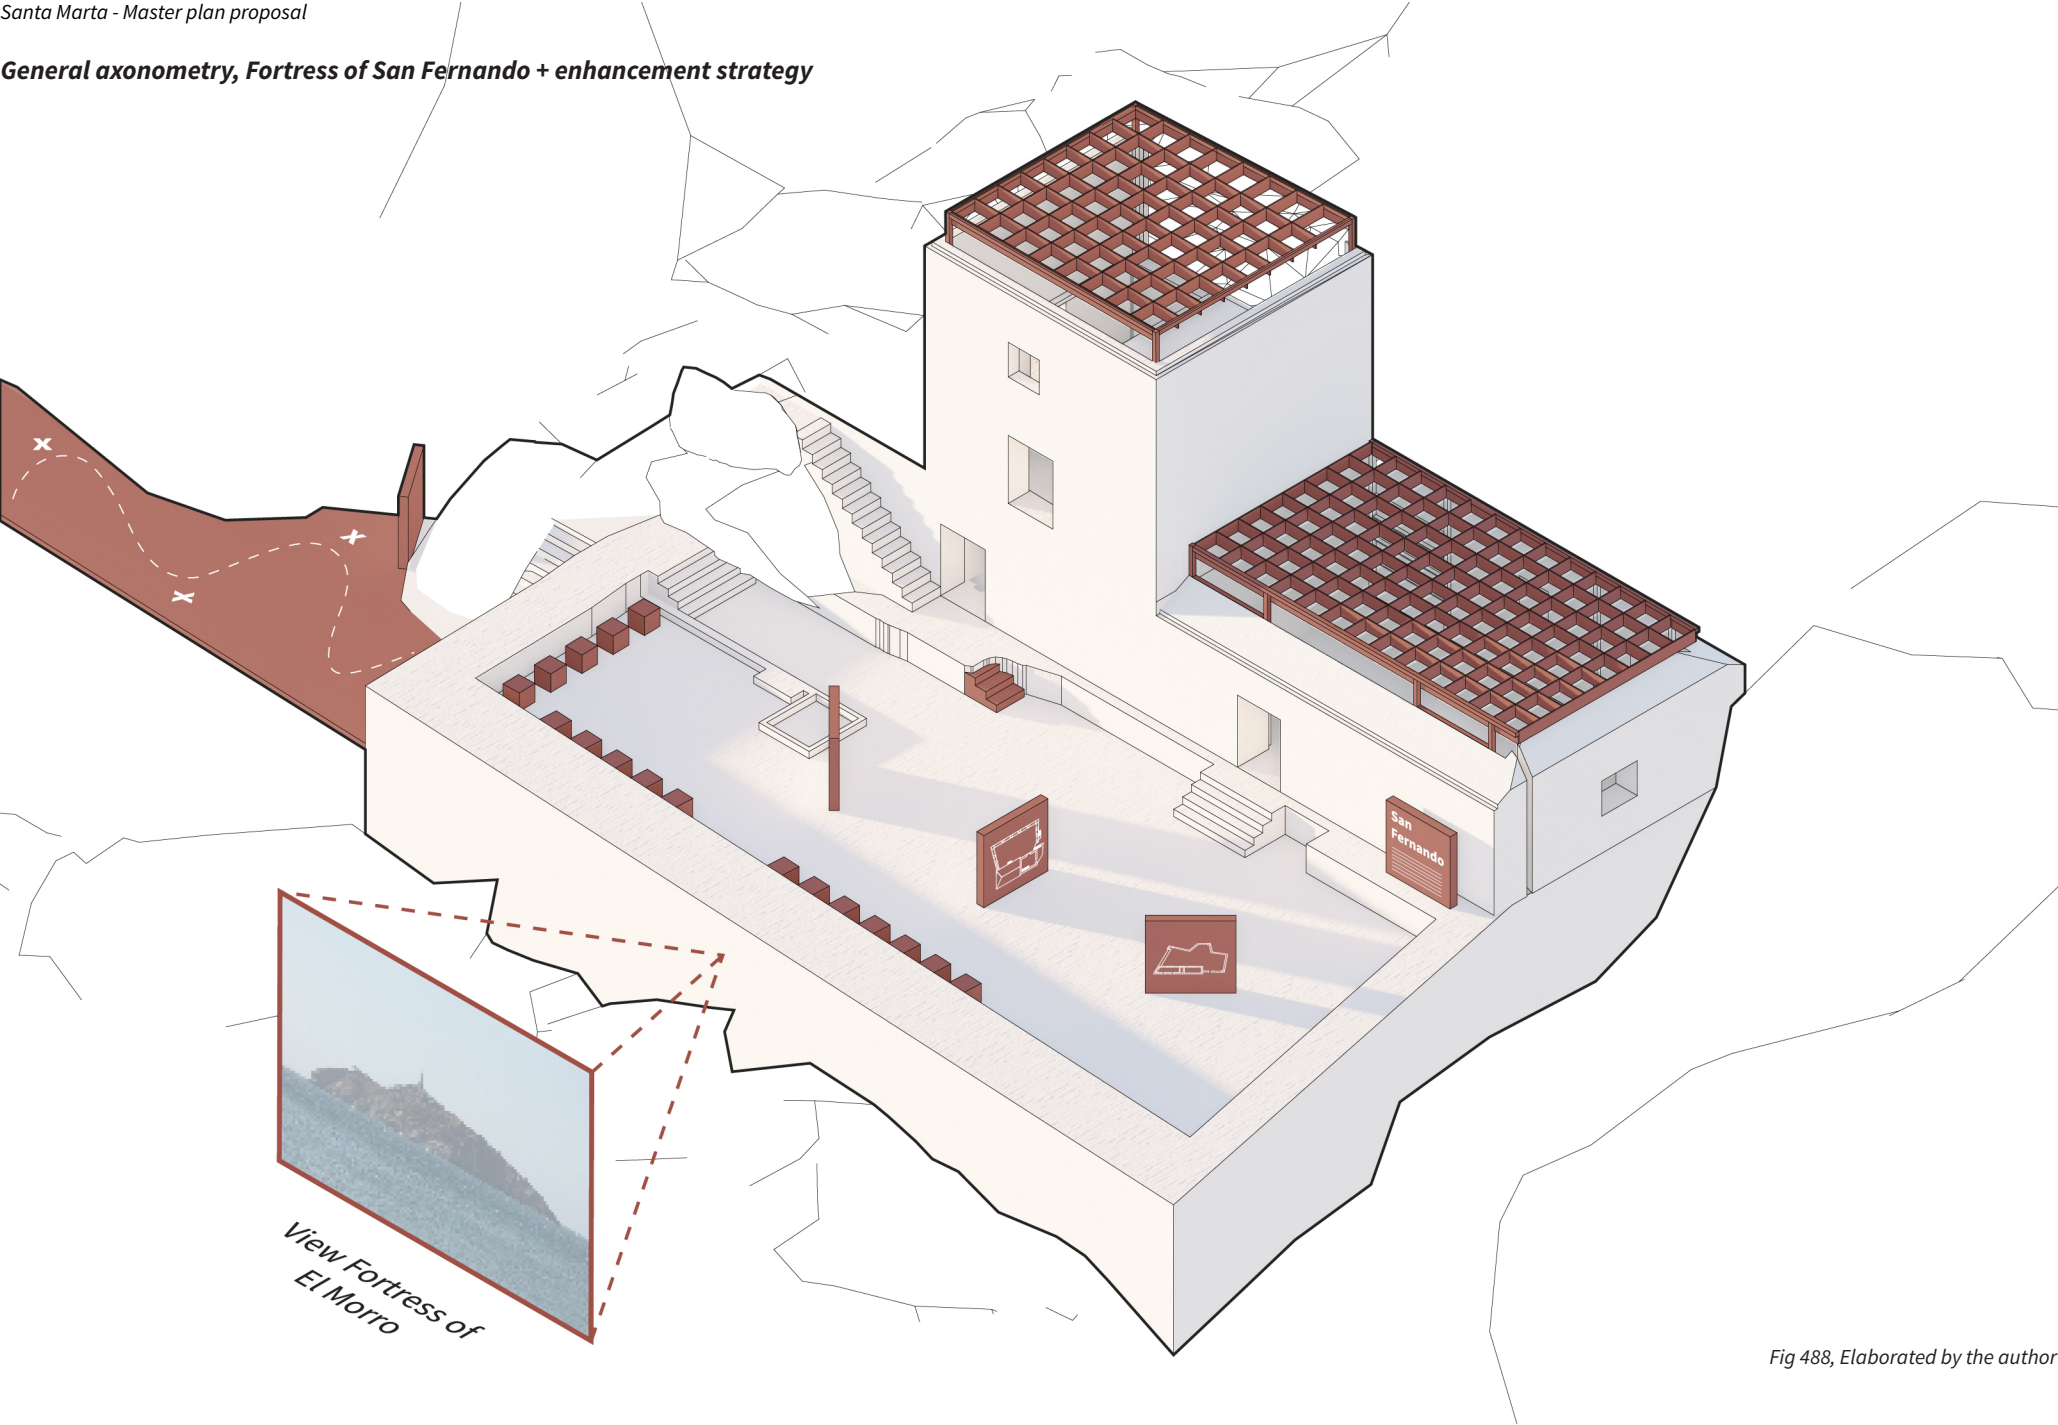 Santa Marta - Master plan proposal
General axonometry, Fortress of San Fernando + enhancement strategy
x
x
x
San
Fernando
View Fortress of
El Morro
Fig 488, Elaborated by the author